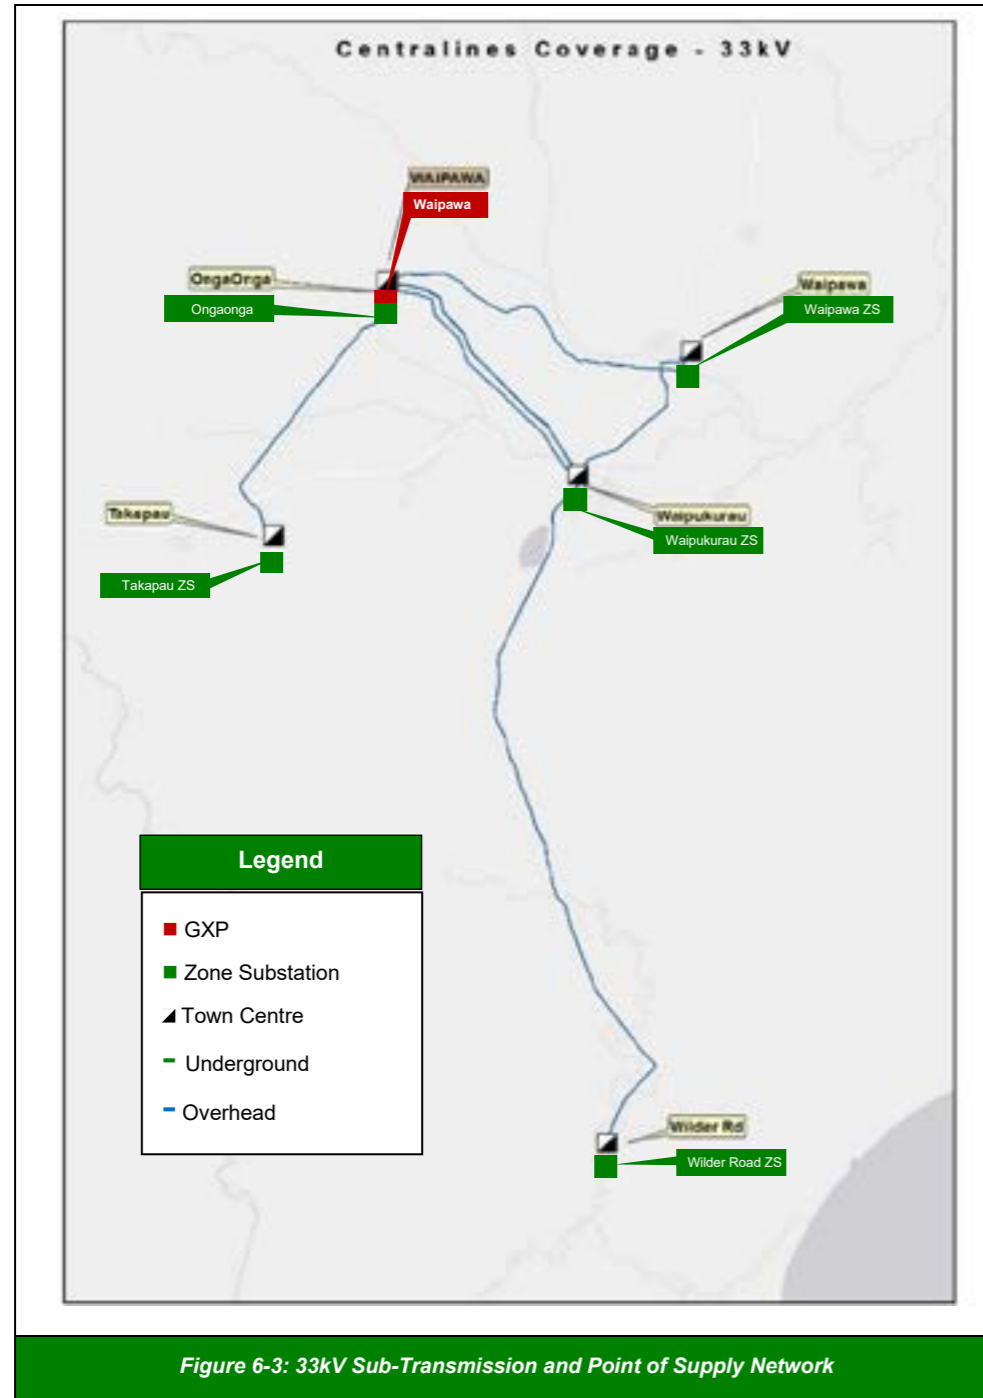 Centralines Coverage - 33kV
WAIPAWA
Waipawa
OngaOnga
Ongaonga
Waipawa
Waipawa ZS
Takapau
Takapau ZS
Waipukurau
Waipukurau ZS
Legend
GXP
Zone Substation
Town Centre
Underground
Overhead
Wilder Rd
Wilder Road ZS
Figure 6-3: 33kV Sub-Transmission and Point of Supply Network